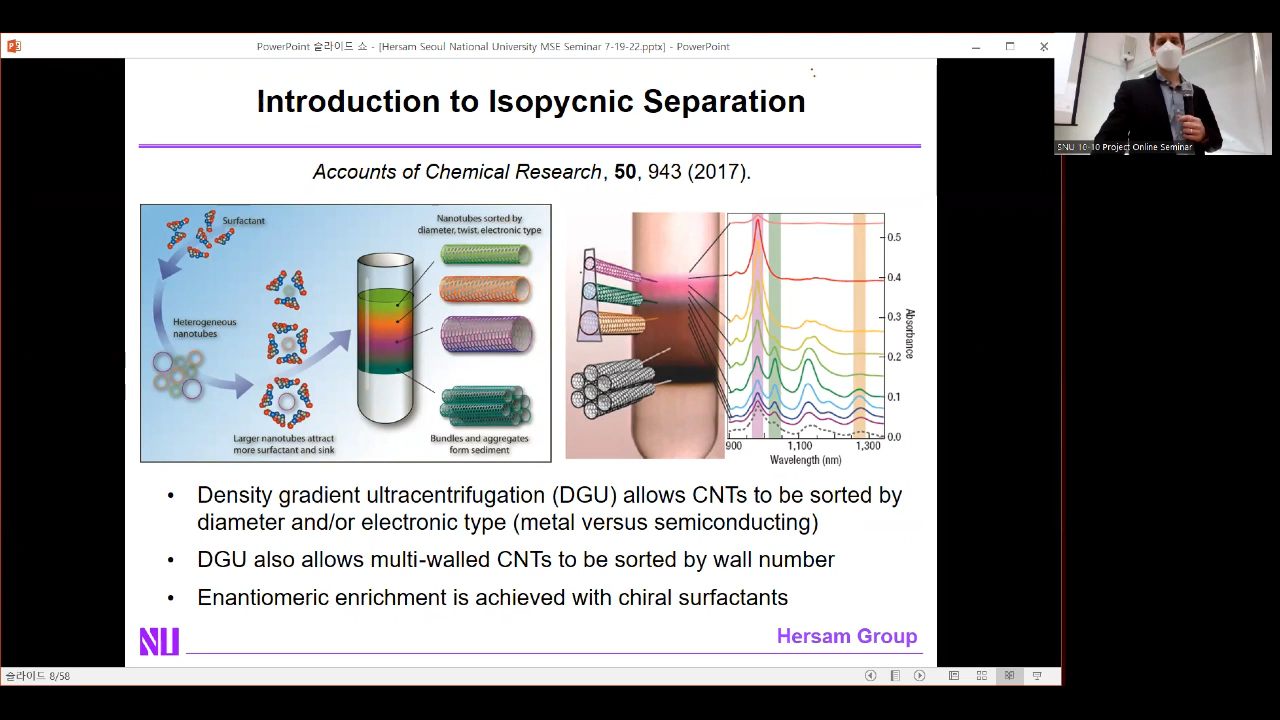 PowerPoint 슬라이드 쇼 - [Hersam Seoul National University MSE Seminar 7-19-22.pptx] - PowerPoint
Introduction to Isopycnic Separation
Accounts of Chemical Research, 50, 943 (2017).
Surfactant
Heterogeneous
nanotubes
Larger nanotubes attract
more surfactant and sink
Nanotubes sorted by
diameter, twist, electronic type
Bundles and aggregates
form sediment
0.5
0.4
0.3
0.2
0.1
0.0
Absorbance
900 1,100 1,300
Wavelength (nm)
• Density gradient ultracentrifugation (DGU) allows CNTs to be sorted by
diameter and/or electronic type (metal versus semiconducting)
• DGU also allows multi-walled CNTs to be sorted by wall number
• Enantiomeric enrichment is achieved with chiral surfactants
NU
Hersam Group
슬라이드 8/58
SNU 10-10 Project Online Seminar